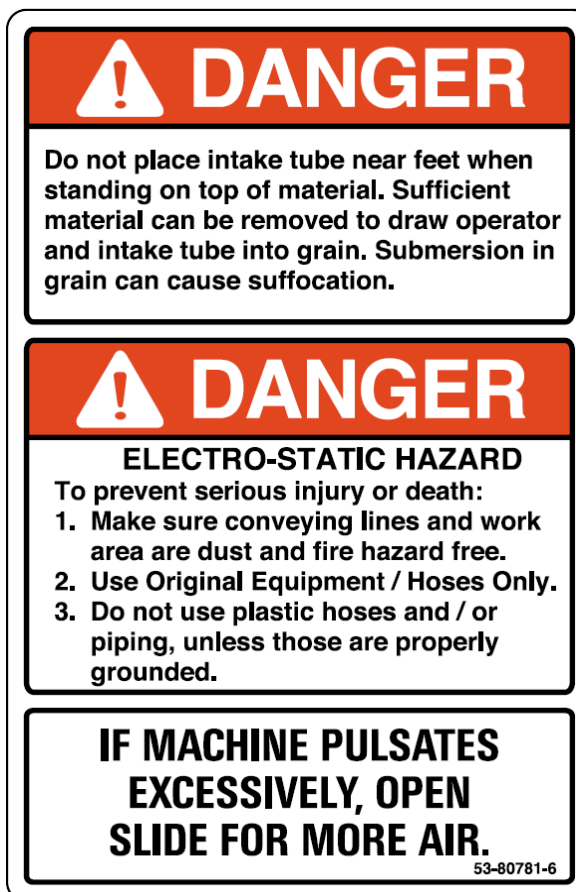 DANGER
Do not place intake tube near feet when
standing on top of material. Sufficient
material can be removed to draw operator
and intake tube into grain. Submersion in
grain can cause suffocation.
DANGER
ELECTRO-STATIC HAZARD
To prevent serious injury or death:
1. Make sure conveying lines and work
area are dust and fire hazard free.
2. Use Original Equipment / Hoses Only.
3. Do not use plastic hoses and / or
piping, unless those are properly
grounded.
IF MACHINE PULSATES
EXCESSIVELY, OPEN
SLIDE FOR MORE AIR.
53-80781-6